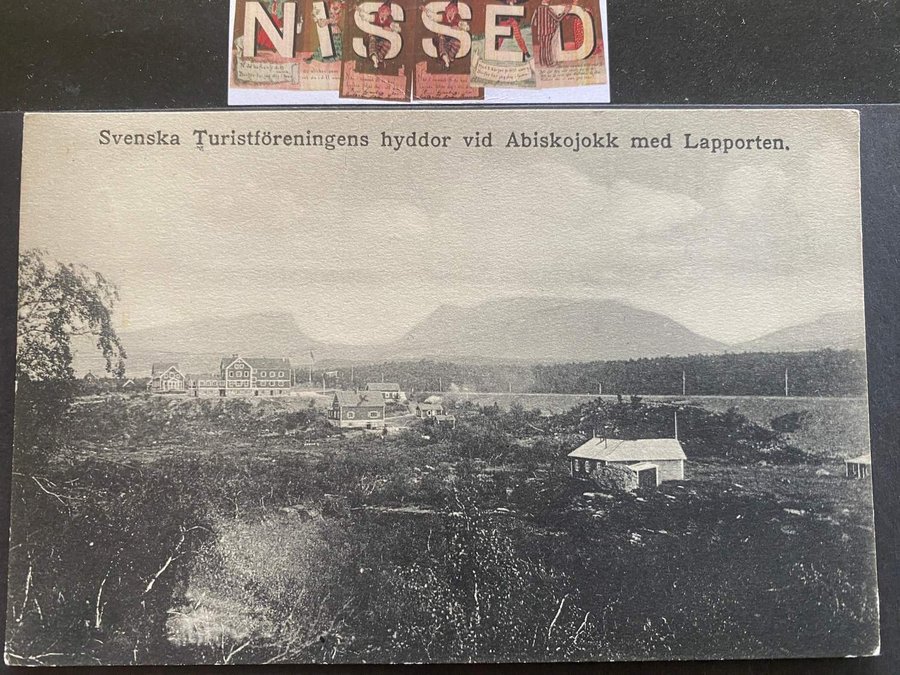 NISSED
Svenska Turistföreningens hyddor vid Abiskojokk med Lapporten.